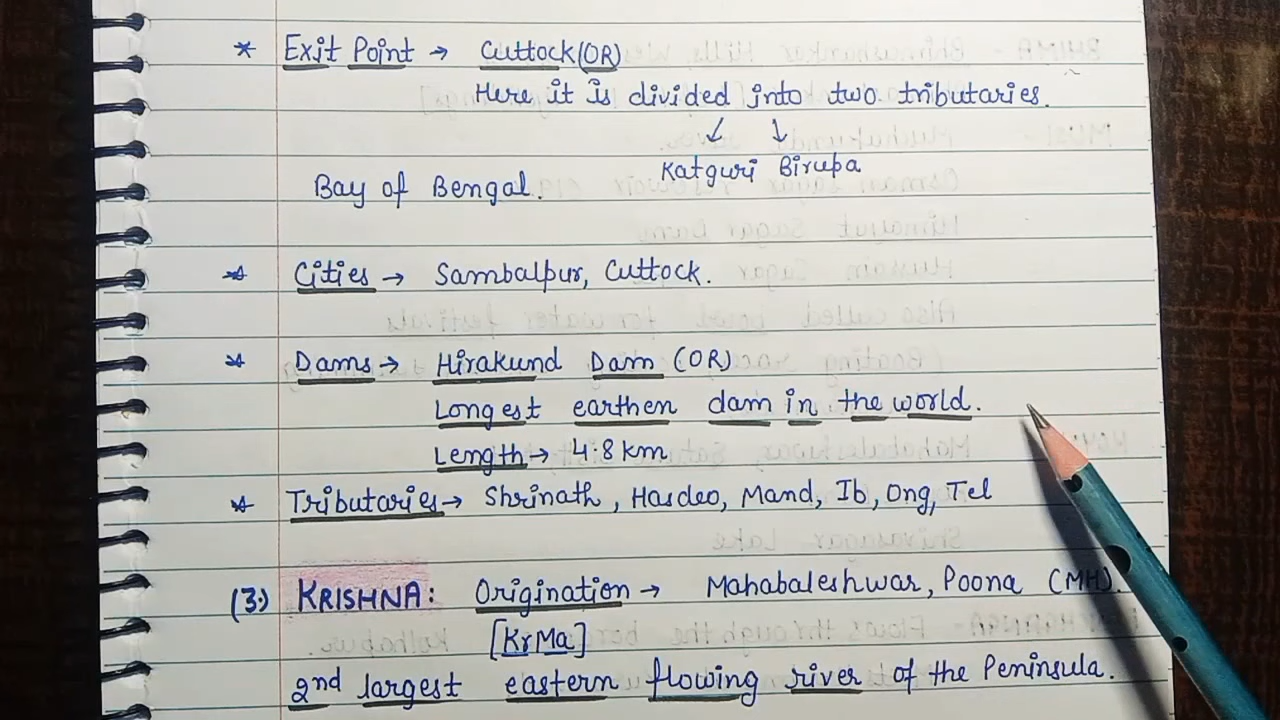 * Exit Point → Cuttock(OR)
Here it is divided into two tributaries.
↙ ↓
Katguri Birupa
Bay of Bengal.
* Cities → Sambalpur, Cuttock.
* Dams → Hirakund Dam (OR)
Longest earthen dam in the world.
Length → 4.8 km
* Tributaries → Shrinath, Hasdeo, Mand, Ib, Ong, Tel
(3.) KRISHNA: Origination → Mahabaleshwar, Poona (MH).
[KrMa]
2nd largest eastern flowing river of the Peninsula.